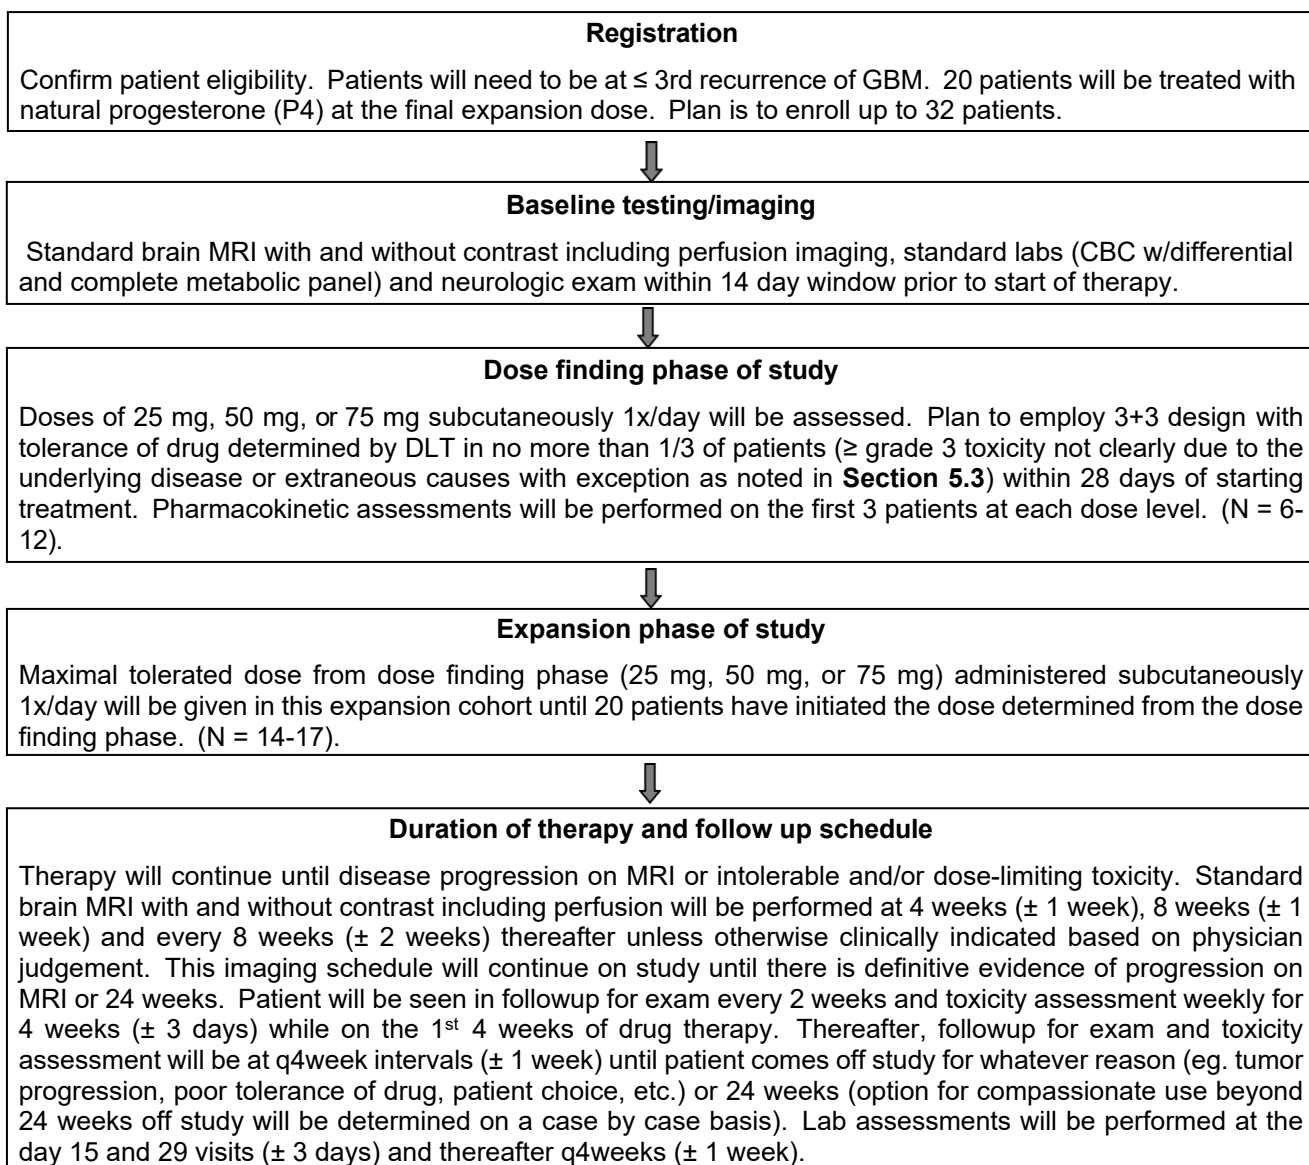 Registration
Confirm patient eligibility. Patients will need to be at ≤ 3rd recurrence of GBM. 20 patients will be treated with
natural progesterone (P4) at the final expansion dose. Plan is to enroll up to 32 patients.
Baseline testing/imaging
Standard brain MRI with and without contrast including perfusion imaging, standard labs (CBC w/differential
and complete metabolic panel) and neurologic exam within 14 day window prior to start of therapy.
Dose finding phase of study
Doses of 25 mg, 50 mg, or 75 mg subcutaneously 1x/day will be assessed. Plan to employ 3+3 design with
tolerance of drug determined by DLT in no more than 1/3 of patients (≥ grade 3 toxicity not clearly due to the
underlying disease or extraneous causes with exception as noted in Section 5.3) within 28 days of starting
treatment. Pharmacokinetic assessments will be performed on the first 3 patients at each dose level. (N = 6-
12).
Expansion phase of study
Maximal tolerated dose from dose finding phase (25 mg, 50 mg, or 75 mg) administered subcutaneously
1x/day will be given in this expansion cohort until 20 patients have initiated the dose determined from the dose
finding phase. (N = 14-17).
Duration of therapy and follow up schedule
Therapy will continue until disease progression on MRI or intolerable and/or dose-limiting toxicity. Standard
brain MRI with and without contrast including perfusion will be performed at 4 weeks (± 1 week), 8 weeks (± 1
week) and every 8 weeks (± 2 weeks) thereafter unless otherwise clinically indicated based on physician
judgement. This imaging schedule will continue on study until there is definitive evidence of progression on
MRI or 24 weeks. Patient will be seen in followup for exam every 2 weeks and toxicity assessment weekly for
4 weeks (± 3 days) while on the 1st 4 weeks of drug therapy. Thereafter, followup for exam and toxicity
assessment will be at q4week intervals (± 1 week) until patient comes off study for whatever reason (eg. tumor
progression, poor tolerance of drug, patient choice, etc.) or 24 weeks (option for compassionate use beyond
24 weeks off study will be determined on a case by case basis). Lab assessments will be performed at the
day 15 and 29 visits (± 3 days) and thereafter q4weeks (± 1 week).